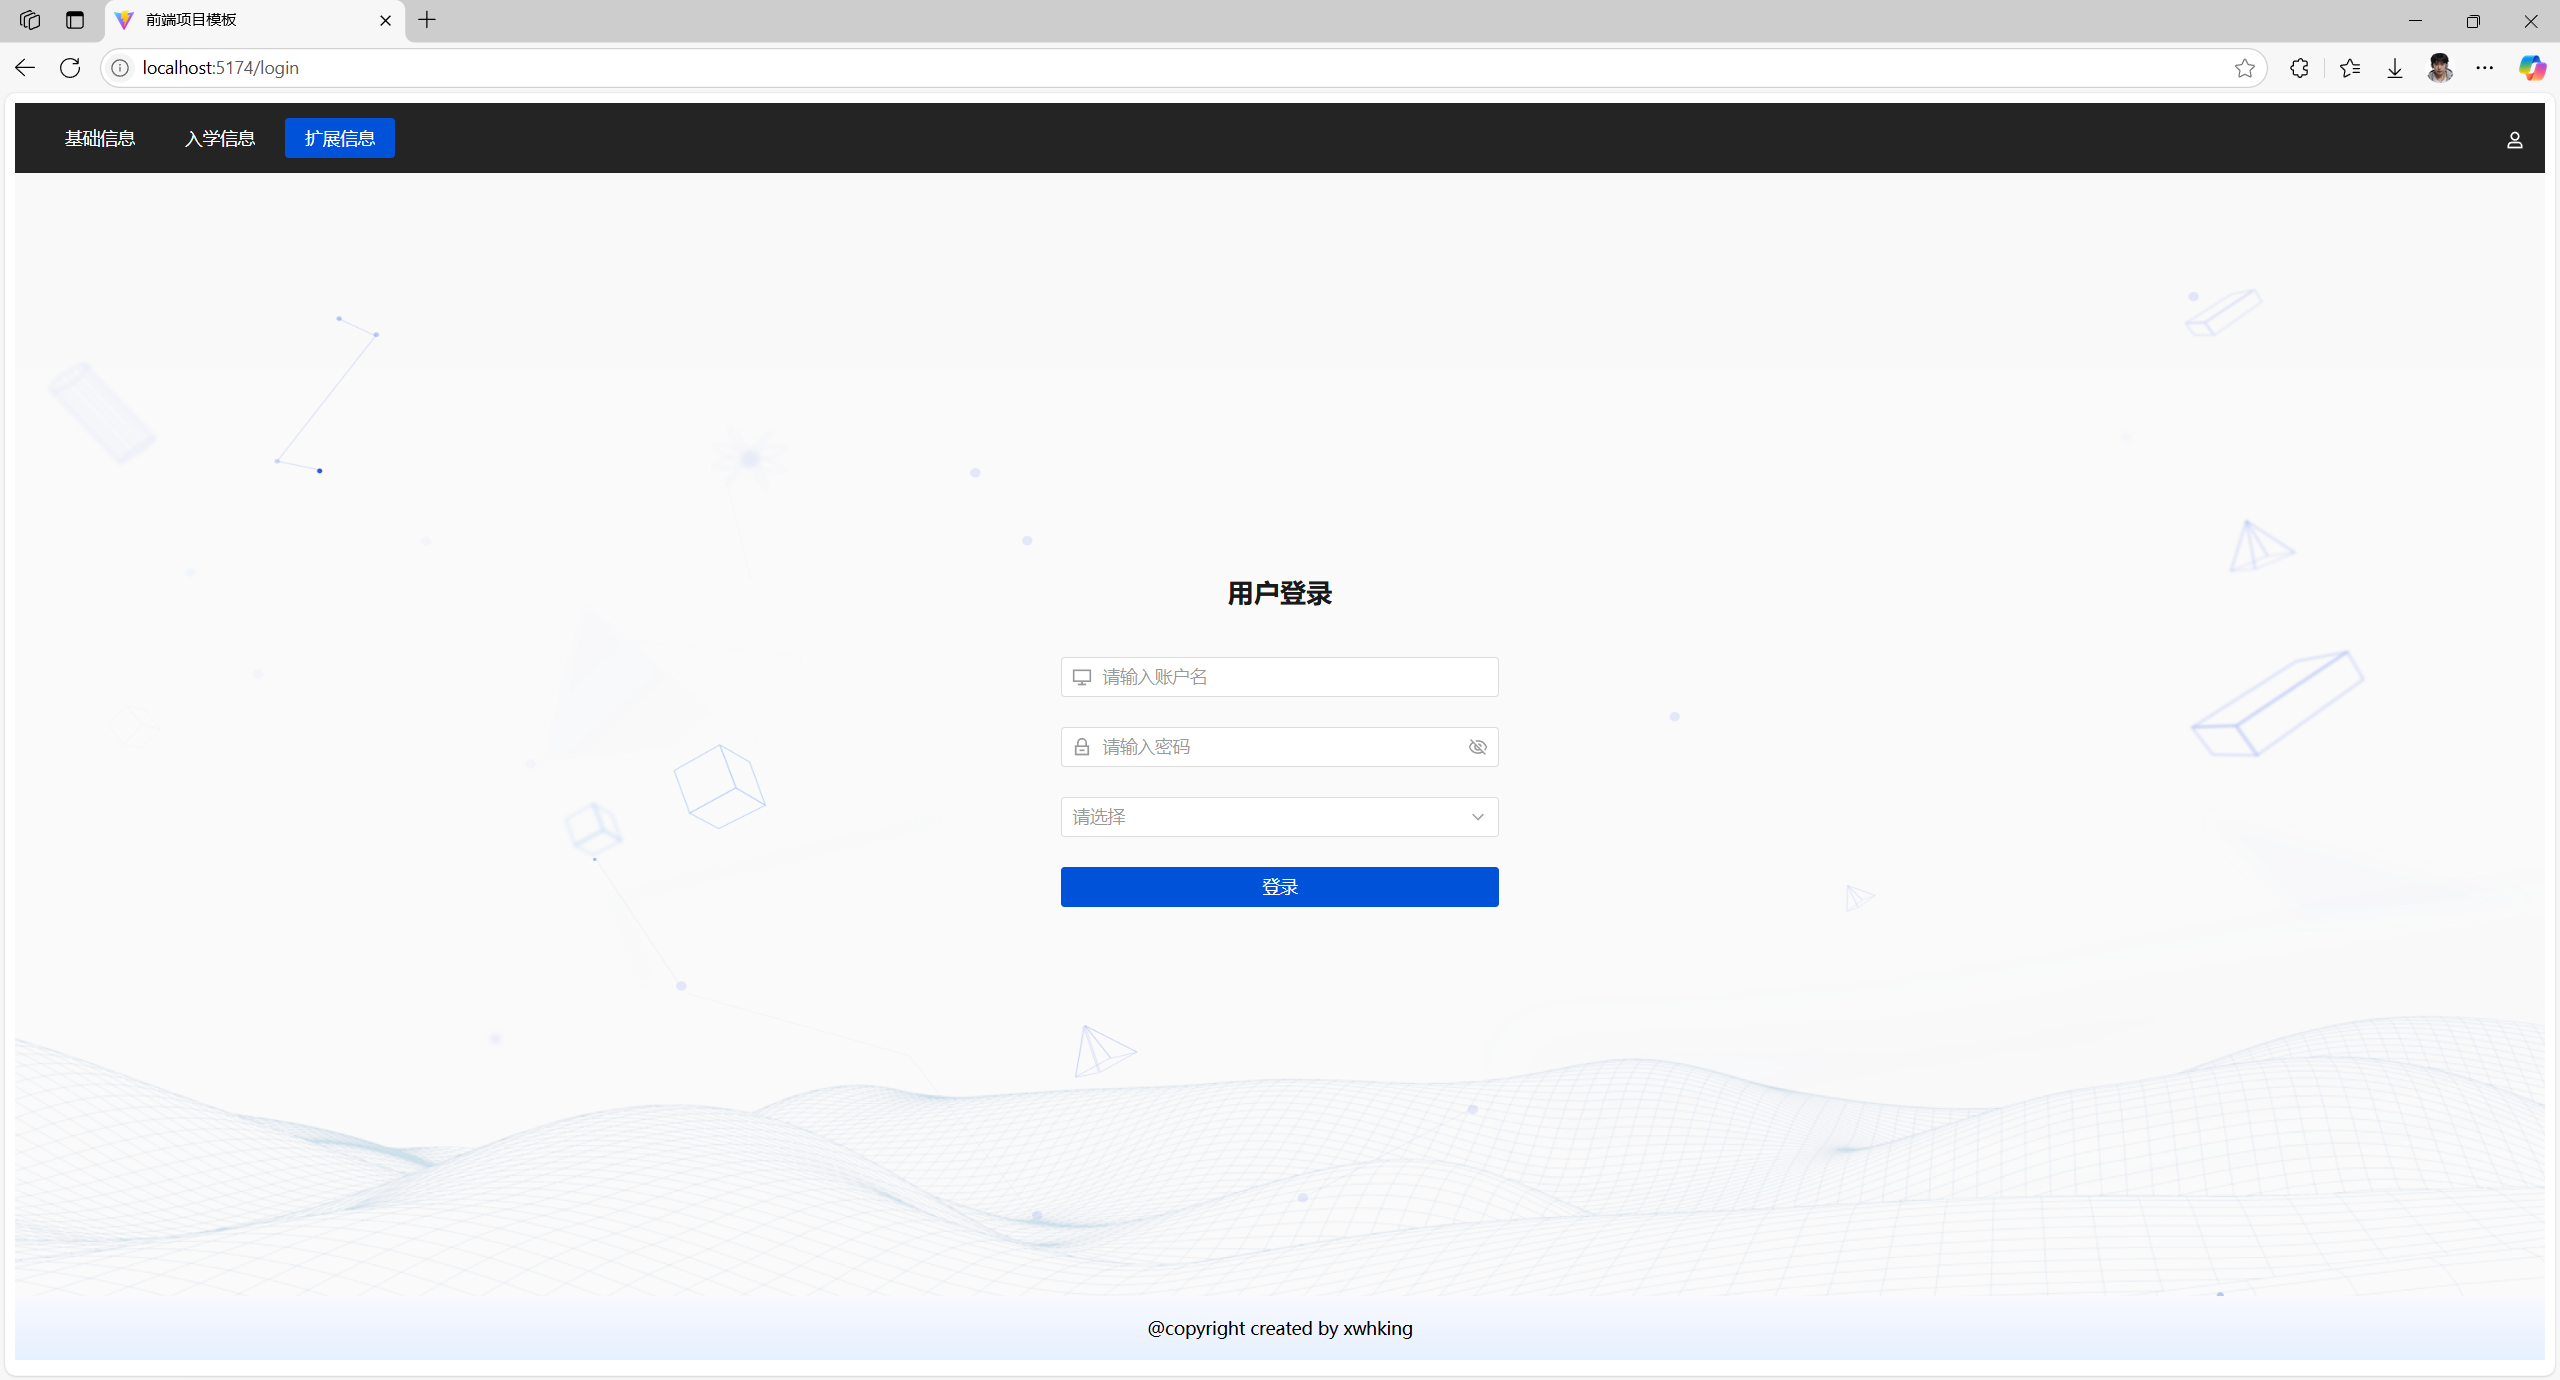 前端项目模板
localhost:5174/login
基础信息 入学信息 扩展信息
用户登录
请输入账户名
请输入密码
请选择
登录
@copyright created by xwhking